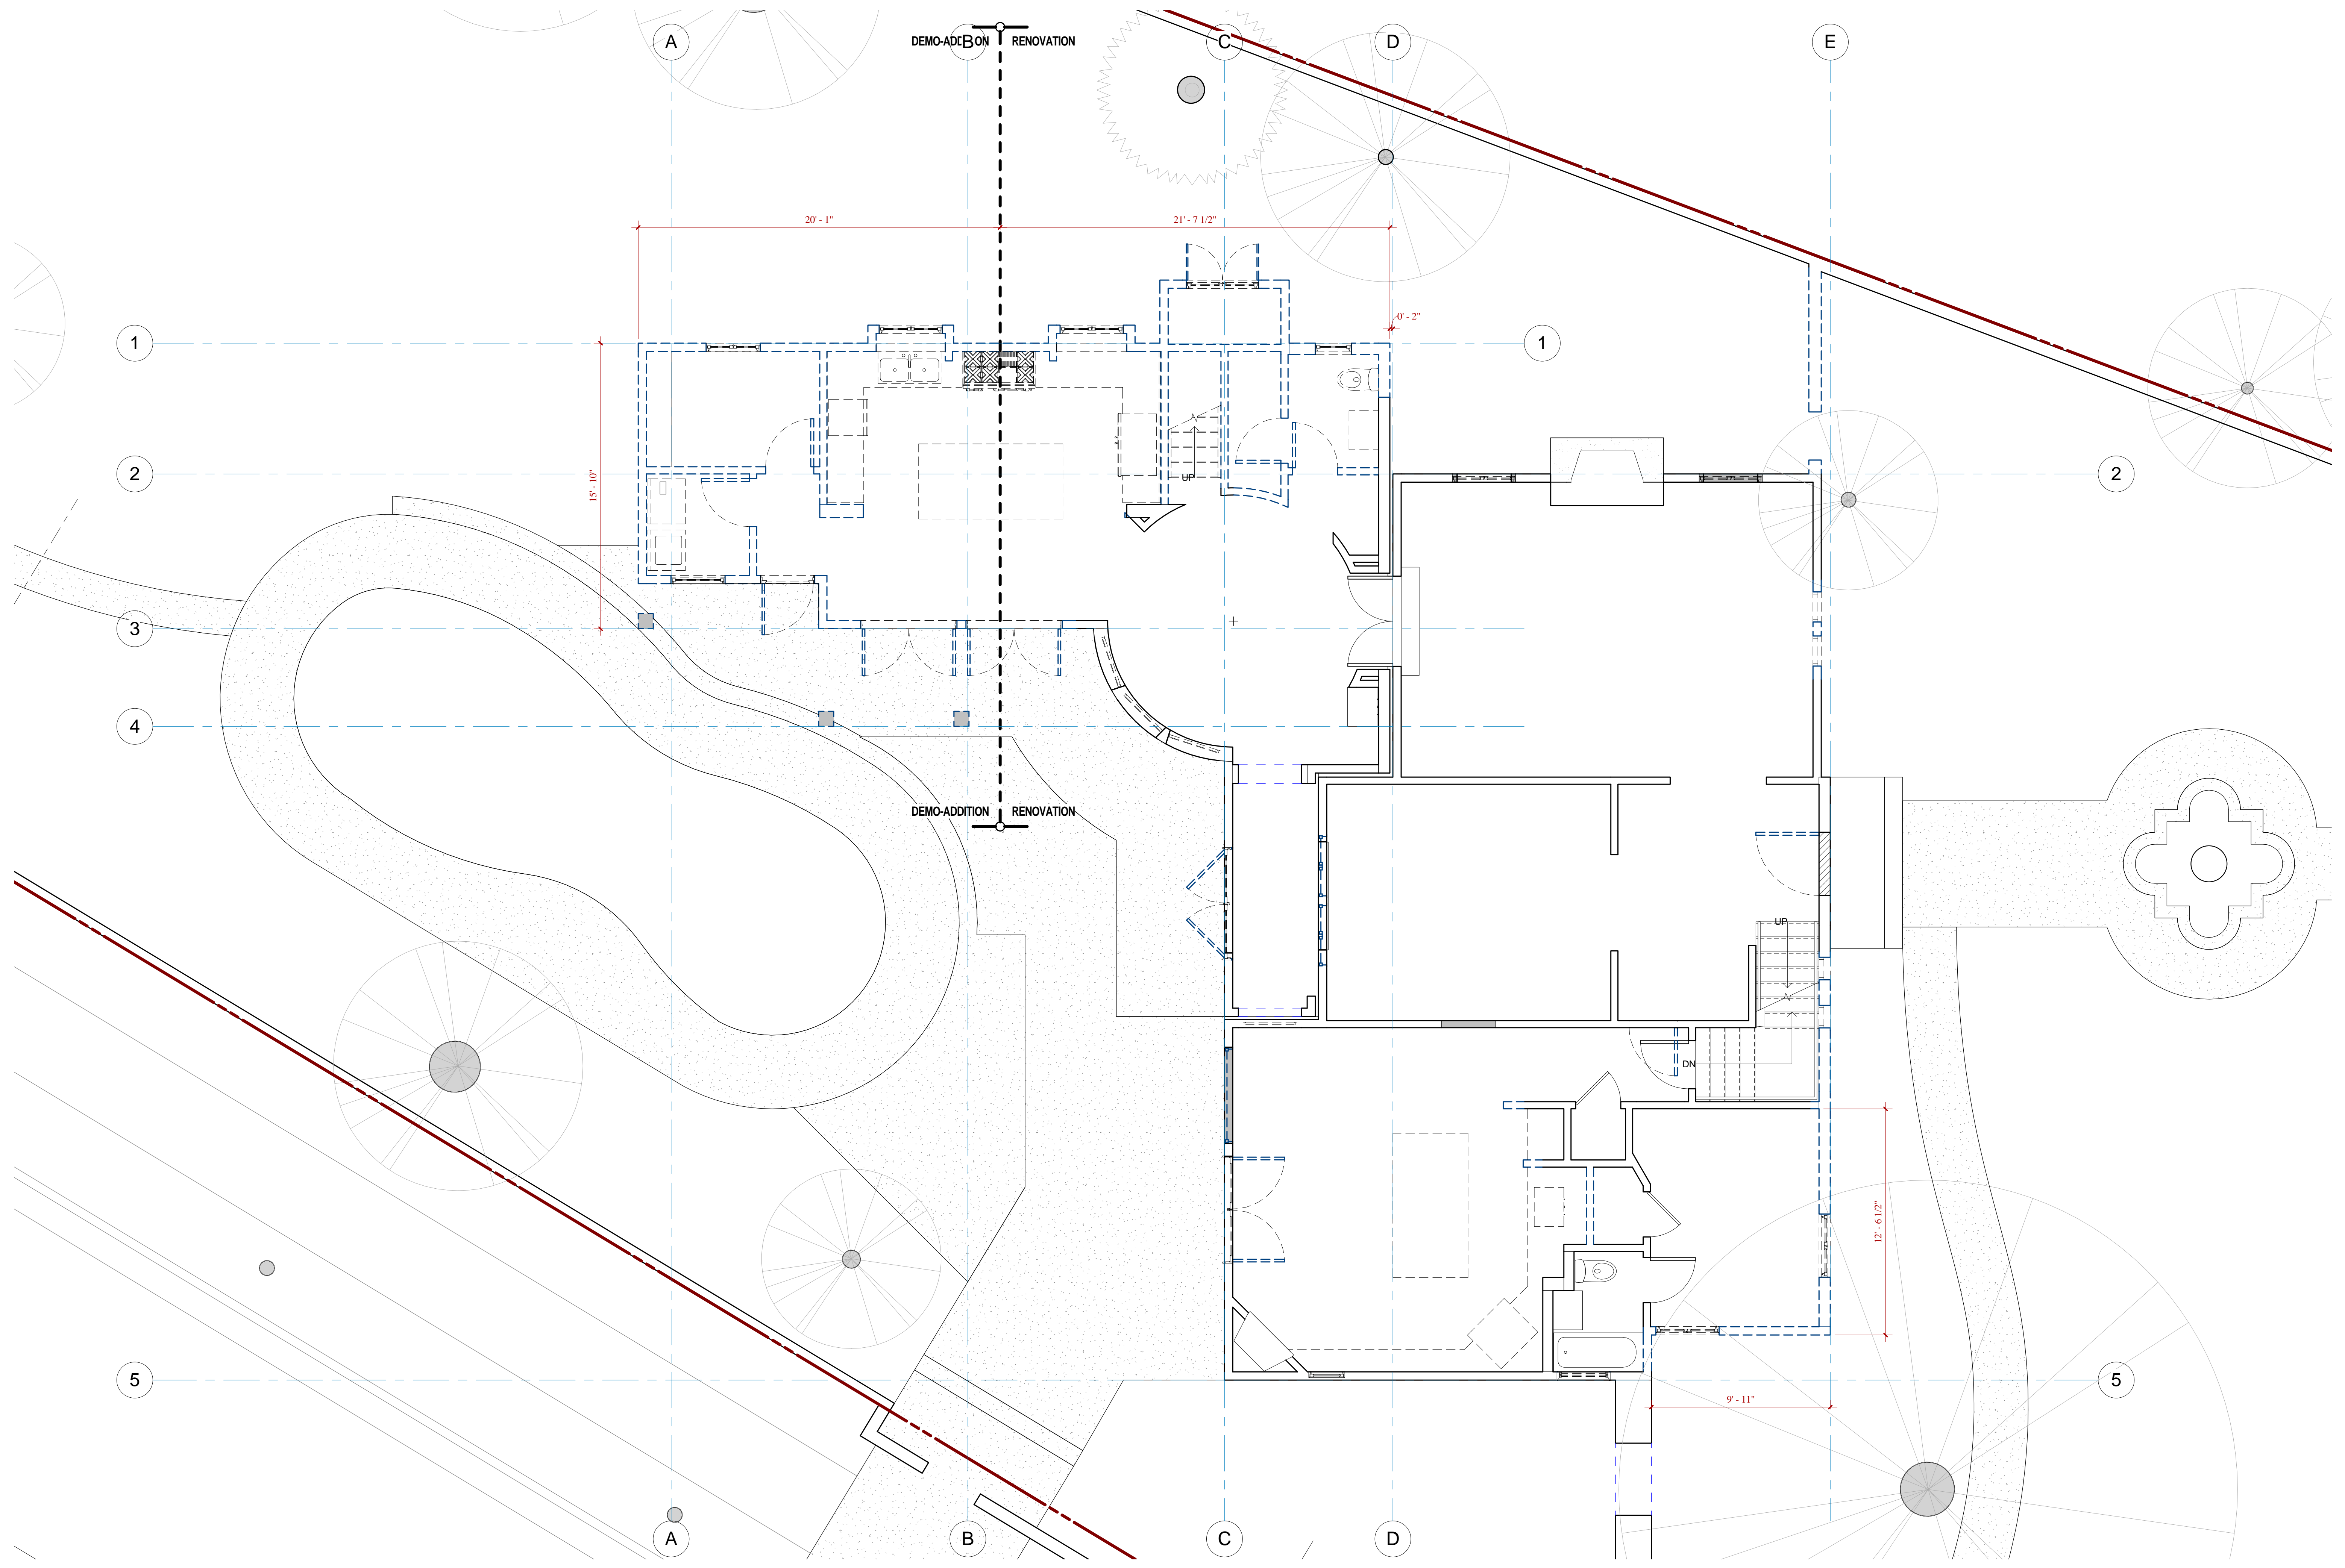 A
B
C
D
E
DEMO-ADDITION
RENOVATION
20' - 1"
21' - 7 1/2"
0' - 2"
1
1
2
2
15' - 10"
UP
3
4
DEMO-ADDITION
RENOVATION
UP
DN
12' - 6 1/2"
5
5
9' - 11"
A
B
C
D